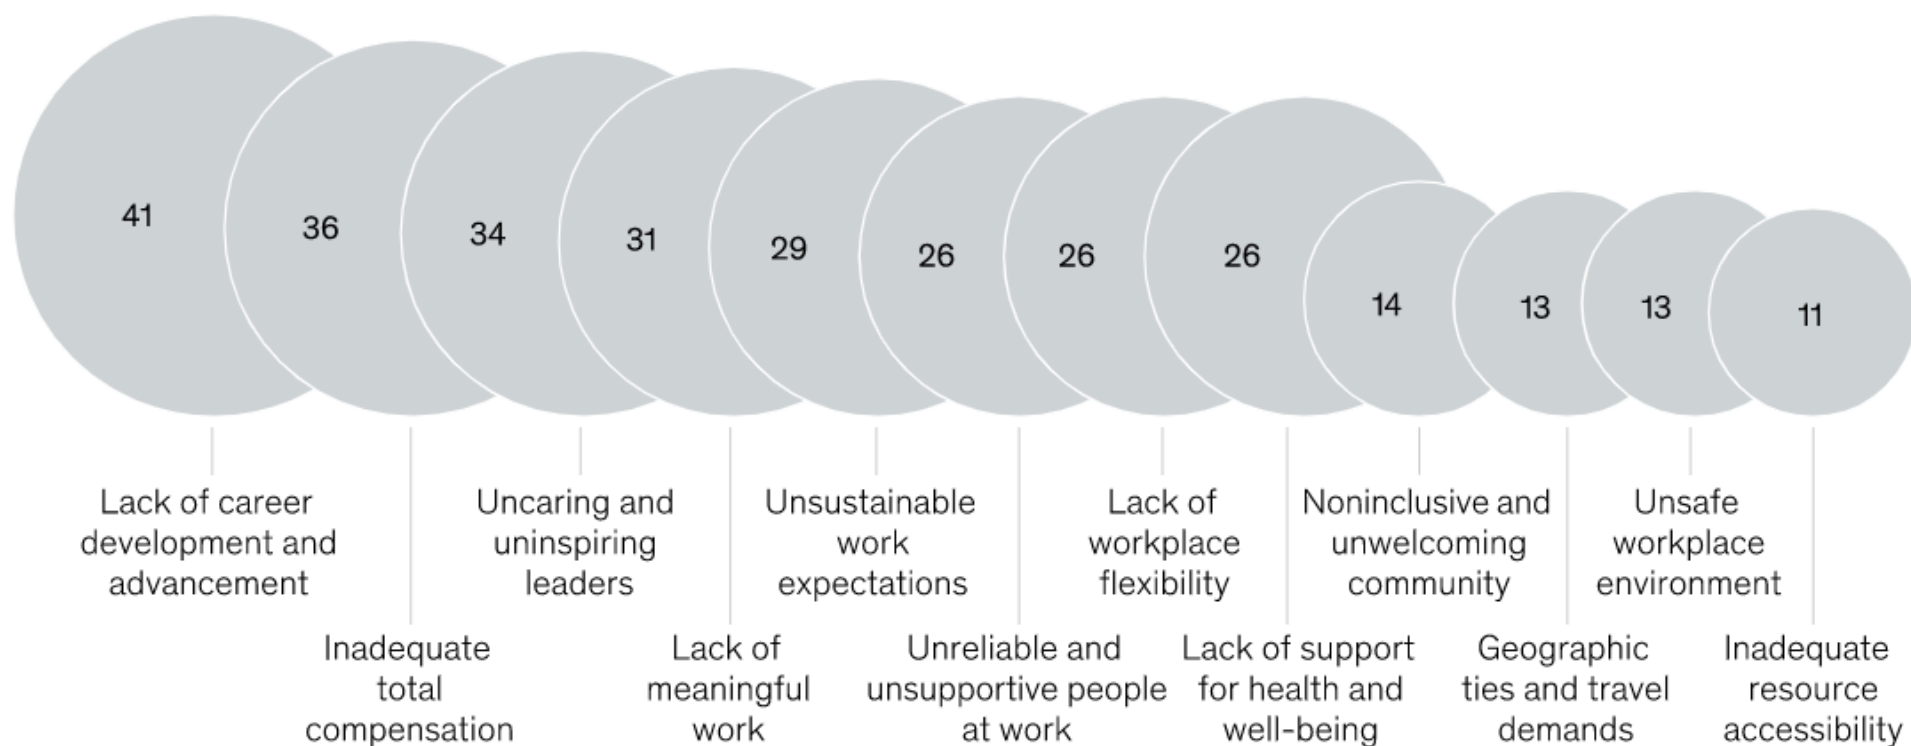 41
36
34
31
29
26
26
26
14
13
13
11
Lack of career
development and
advancement
Inadequate
total
compensation
Uncaring and
uninspiring
leaders
Lack of
meaningful
work
Unsustainable
work
expectations
Unreliable and
unsupportive people
at work
Lack of
workplace
flexibility
Lack of support
for health and
well-being
Noninclusive and
unwelcoming
community
Geographic
ties and travel
demands
Unsafe
workplace
environment
Inadequate
resource
accessibility